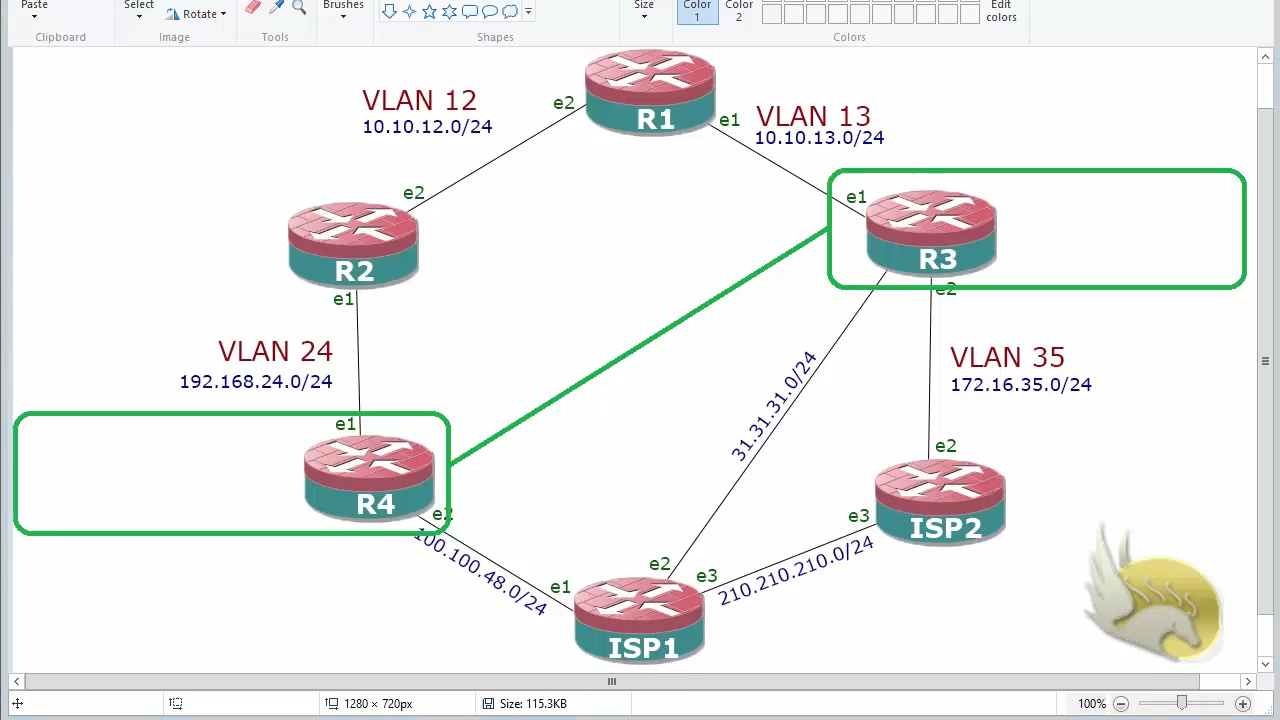 Paste
Select
Rotate
Brushes
Size
Color 1
Color 2
Edit colors
Clipboard
Image
Tools
Shapes
Colors
VLAN 12
10.10.12.0/24
e2
R1
e1
VLAN 13
10.10.13.0/24
e2
R2
e1
e1
R3
e2
VLAN 24
192.168.24.0/24
31.31.31.0/24
VLAN 35
172.16.35.0/24
e1
R4
e2
100.100.48.0/24
e2
ISP2
e3
210.210.210.0/24
e1
e2
e3
ISP1
1280 × 720px
Size: 115.3KB
100%